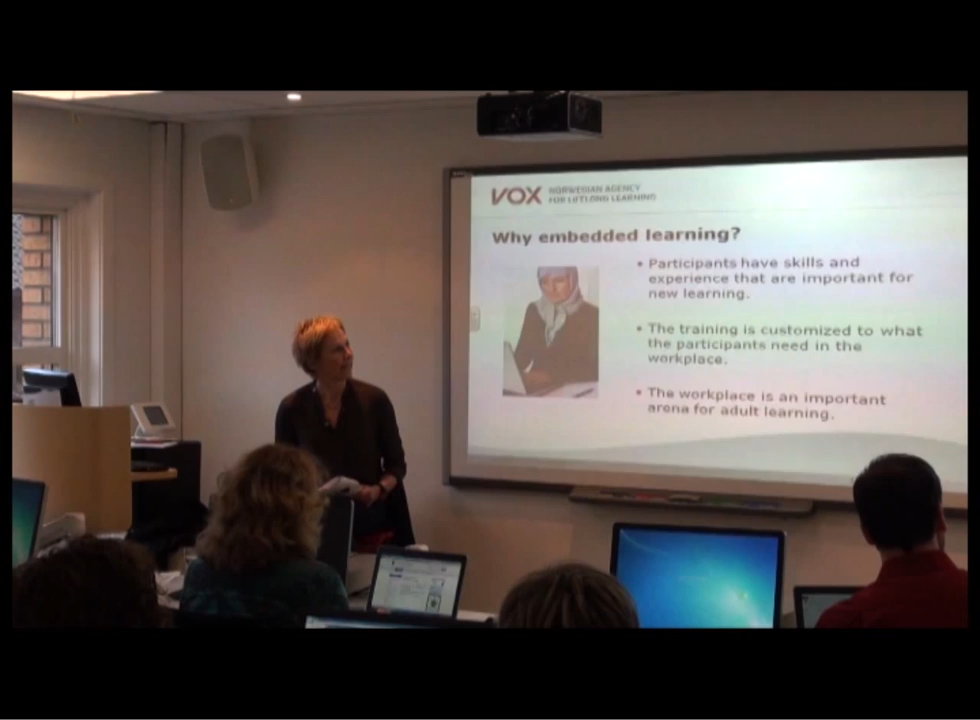 VOX NORWEGIAN AGENCY
FOR LIFELONG LEARNING
Why embedded learning?
• Participants have skills and
experience that are important for
new learning.
• The training is customized to what
the participants need in the
workplace.
• The workplace is an important
arena for adult learning.